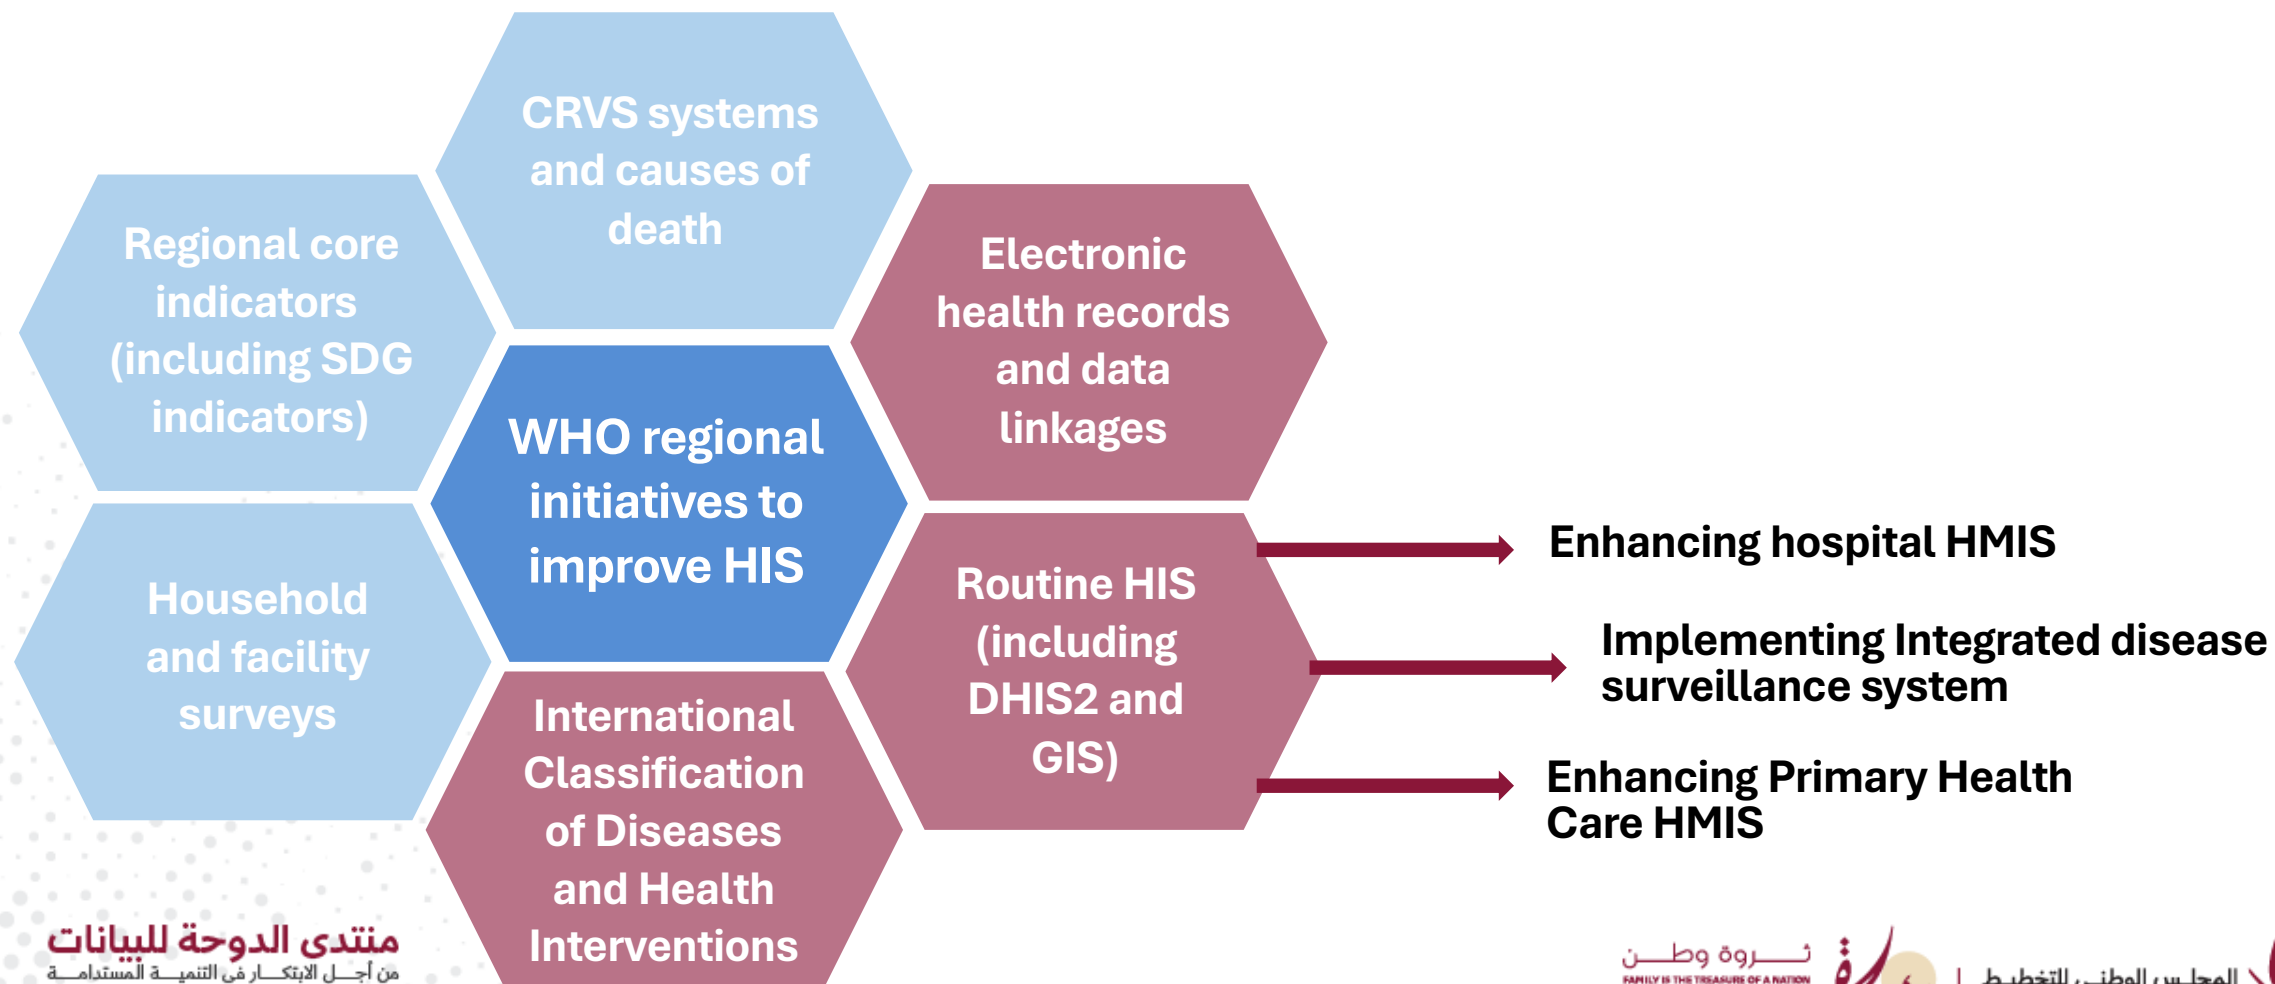 CRVS systems
and causes of
death
Regional core
indicators
(including SDG
indicators)
Electronic
health records
and data
linkages
WHO regional
initiatives to
improve HIS
Household
and facility
surveys
Routine HIS
(including
DHIS2 and
GIS)
International
Classification
of Diseases
and Health
Interventions
Enhancing hospital HMIS
Implementing Integrated disease
surveillance system
Enhancing Primary Health
Care HMIS
منتدى الدوحة للبيانات
من أجل الابتكار في التنمية المستدامة
ثروة وطن
FAMILY IS THE TREASURE OF A NATION
المجلس الوطني للتخطيط